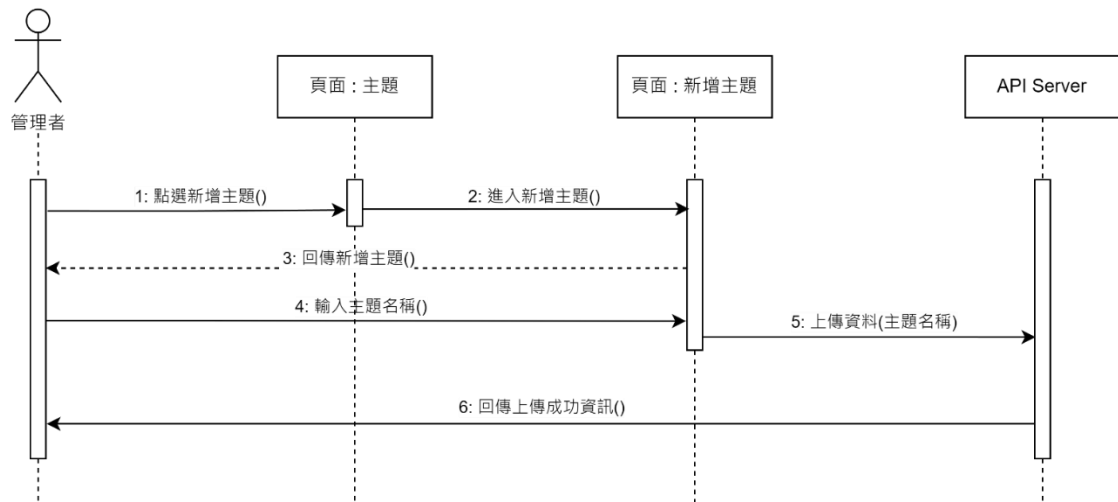 管理者
頁面 : 主題
頁面 : 新增主題
API Server
1: 點選新增主題()
2: 進入新增主題()
3: 回傳新增主題()
4: 輸入主題名稱()
5: 上傳資料(主題名稱)
6: 回傳上傳成功資訊()